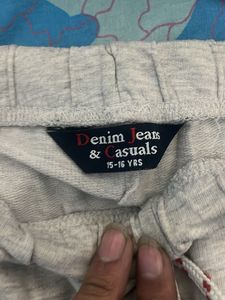 Denim Jeans
& Casuals
15-16 YRS